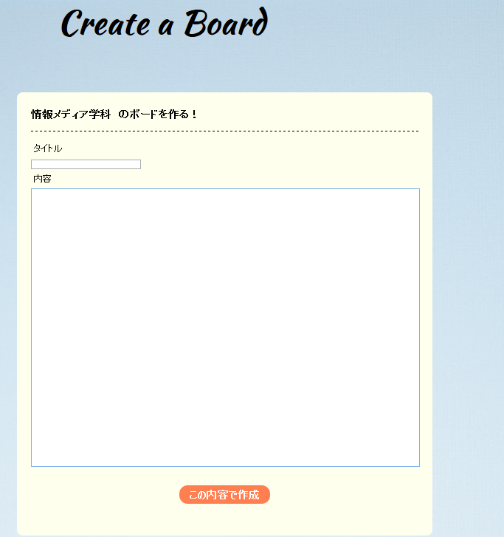 Create a Board
情報メディア学科　のボードを作る！
タイトル
内容
この内容で作成